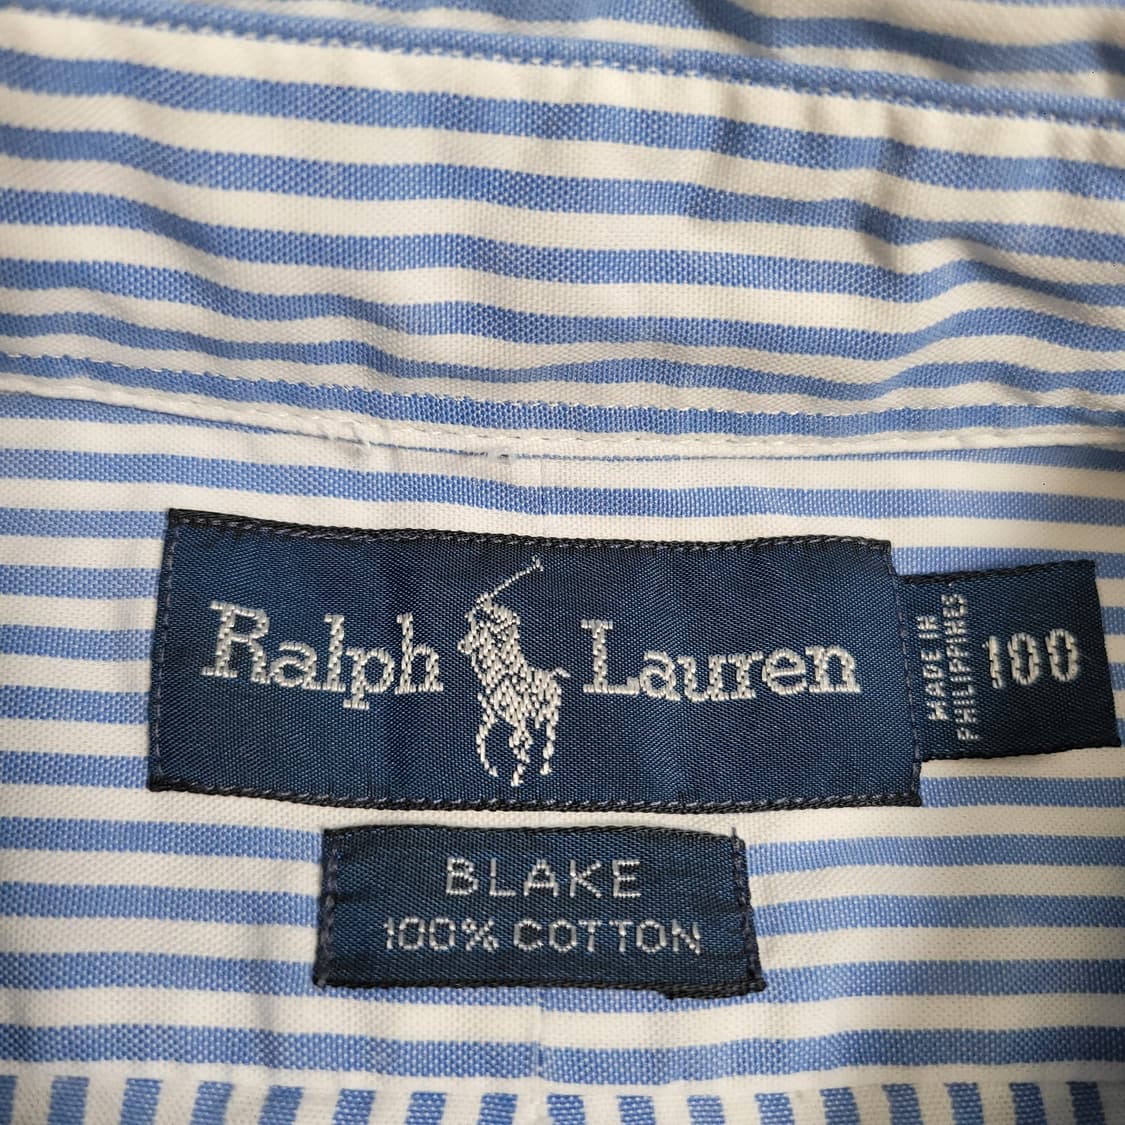 Ralph Lauren
MADE IN
PHILIPPINES
100
BLAKE
100% COTTON